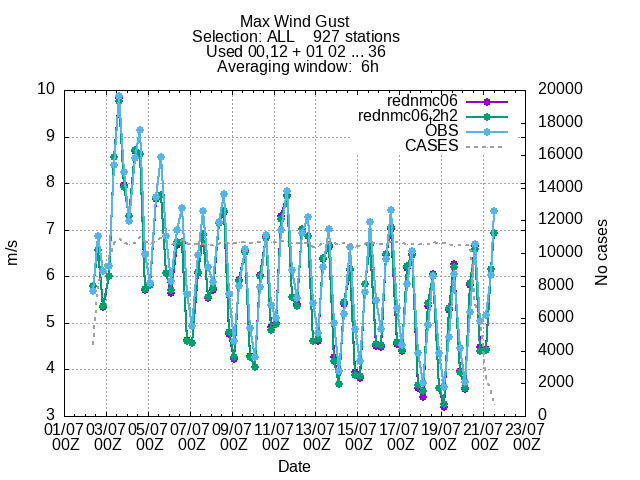 Max Wind Gust
Selection: ALL    927 stations
Used 00,12 + 01 02 ... 36
Averaging window:  6h
rednmc06
rednmc06,2h2
OBS
CASES
10
9
8
7
6
5
4
3
m/s
20000
18000
16000
14000
12000
10000
8000
6000
4000
2000
0
No cases
01/07 03/07 05/07 07/07 09/07 11/07 13/07 15/07 17/07 19/07 21/07 23/07
00Z 00Z 00Z 00Z 00Z 00Z 00Z 00Z 00Z 00Z 00Z 00Z
Date